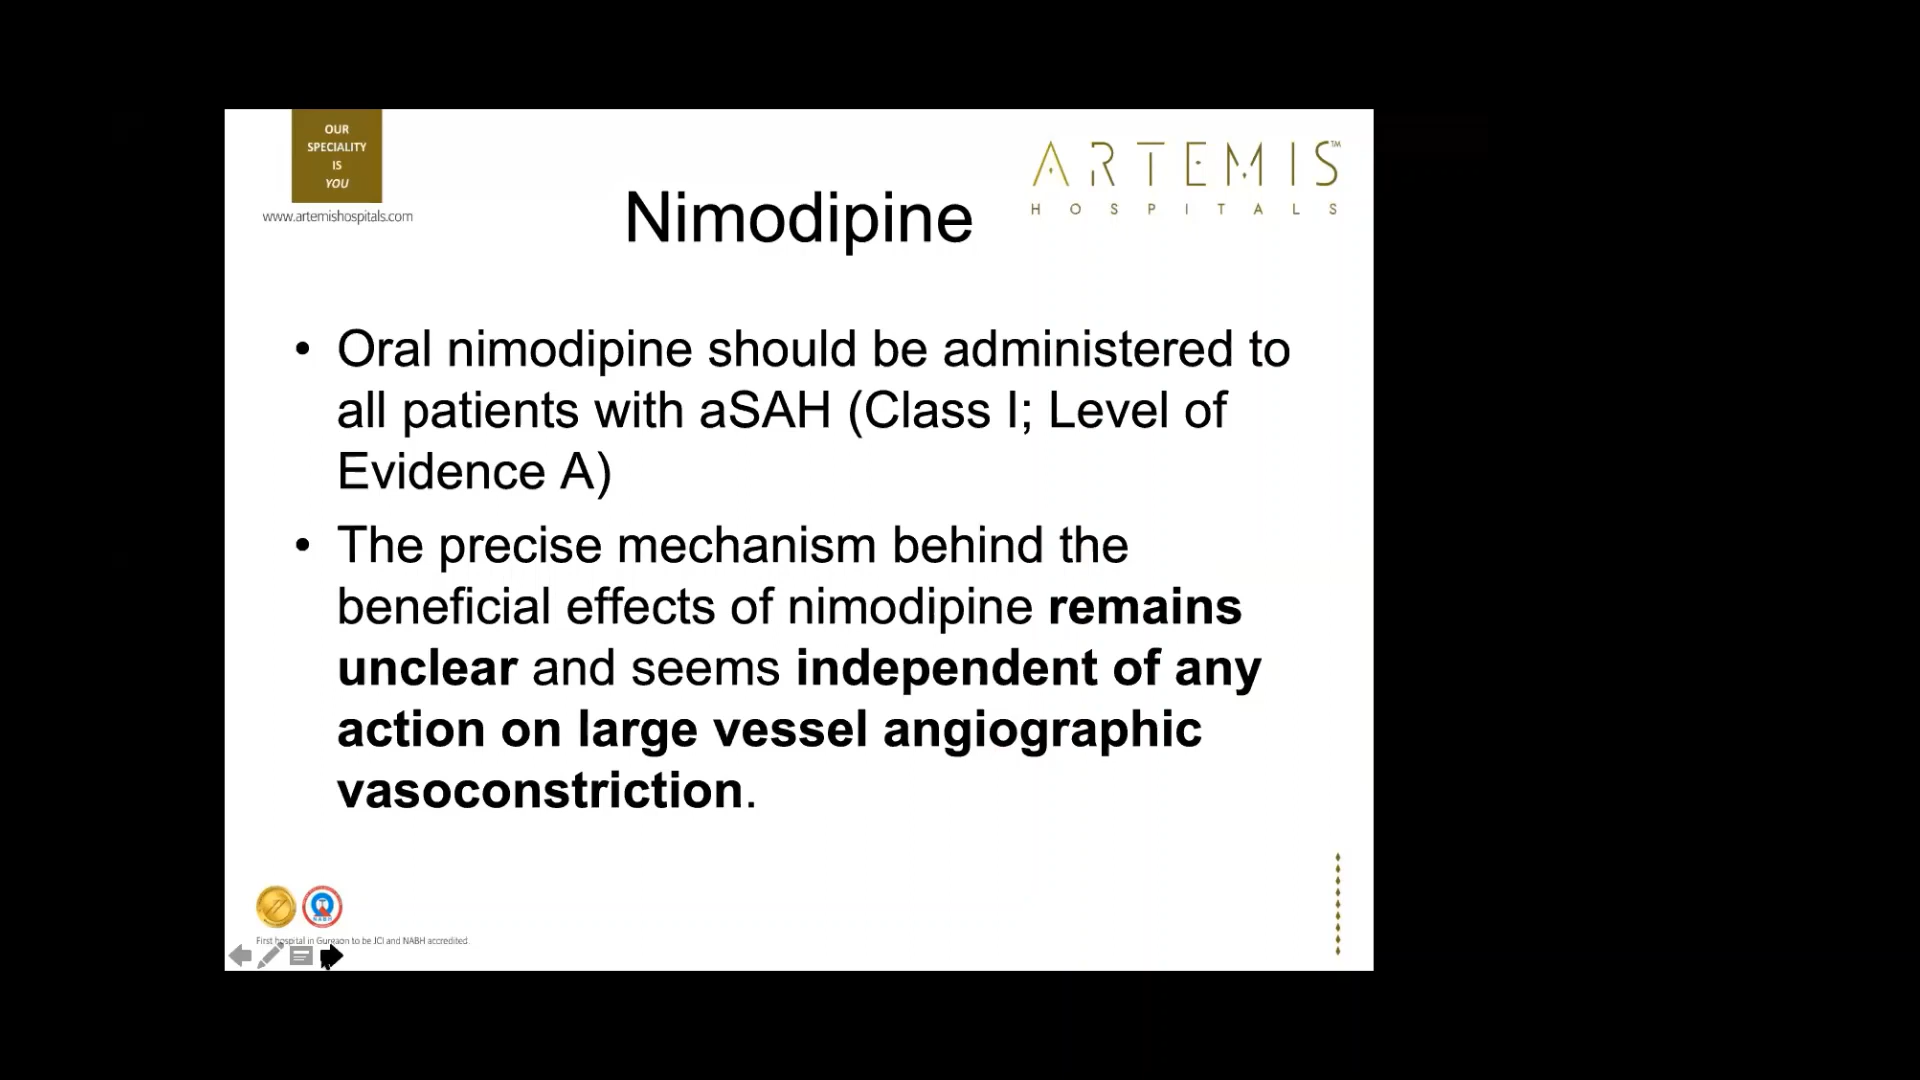 OUR
SPECIALITY
IS
YOU
www.artemishospitals.com
ARTEMIS™
HOSPITALS
Nimodipine
• Oral nimodipine should be administered to
all patients with aSAH (Class I; Level of
Evidence A)
• The precise mechanism behind the
beneficial effects of nimodipine remains
unclear and seems independent of any
action on large vessel angiographic
vasoconstriction.
First hospital in Gurgaon to be JCI and NABH accredited.